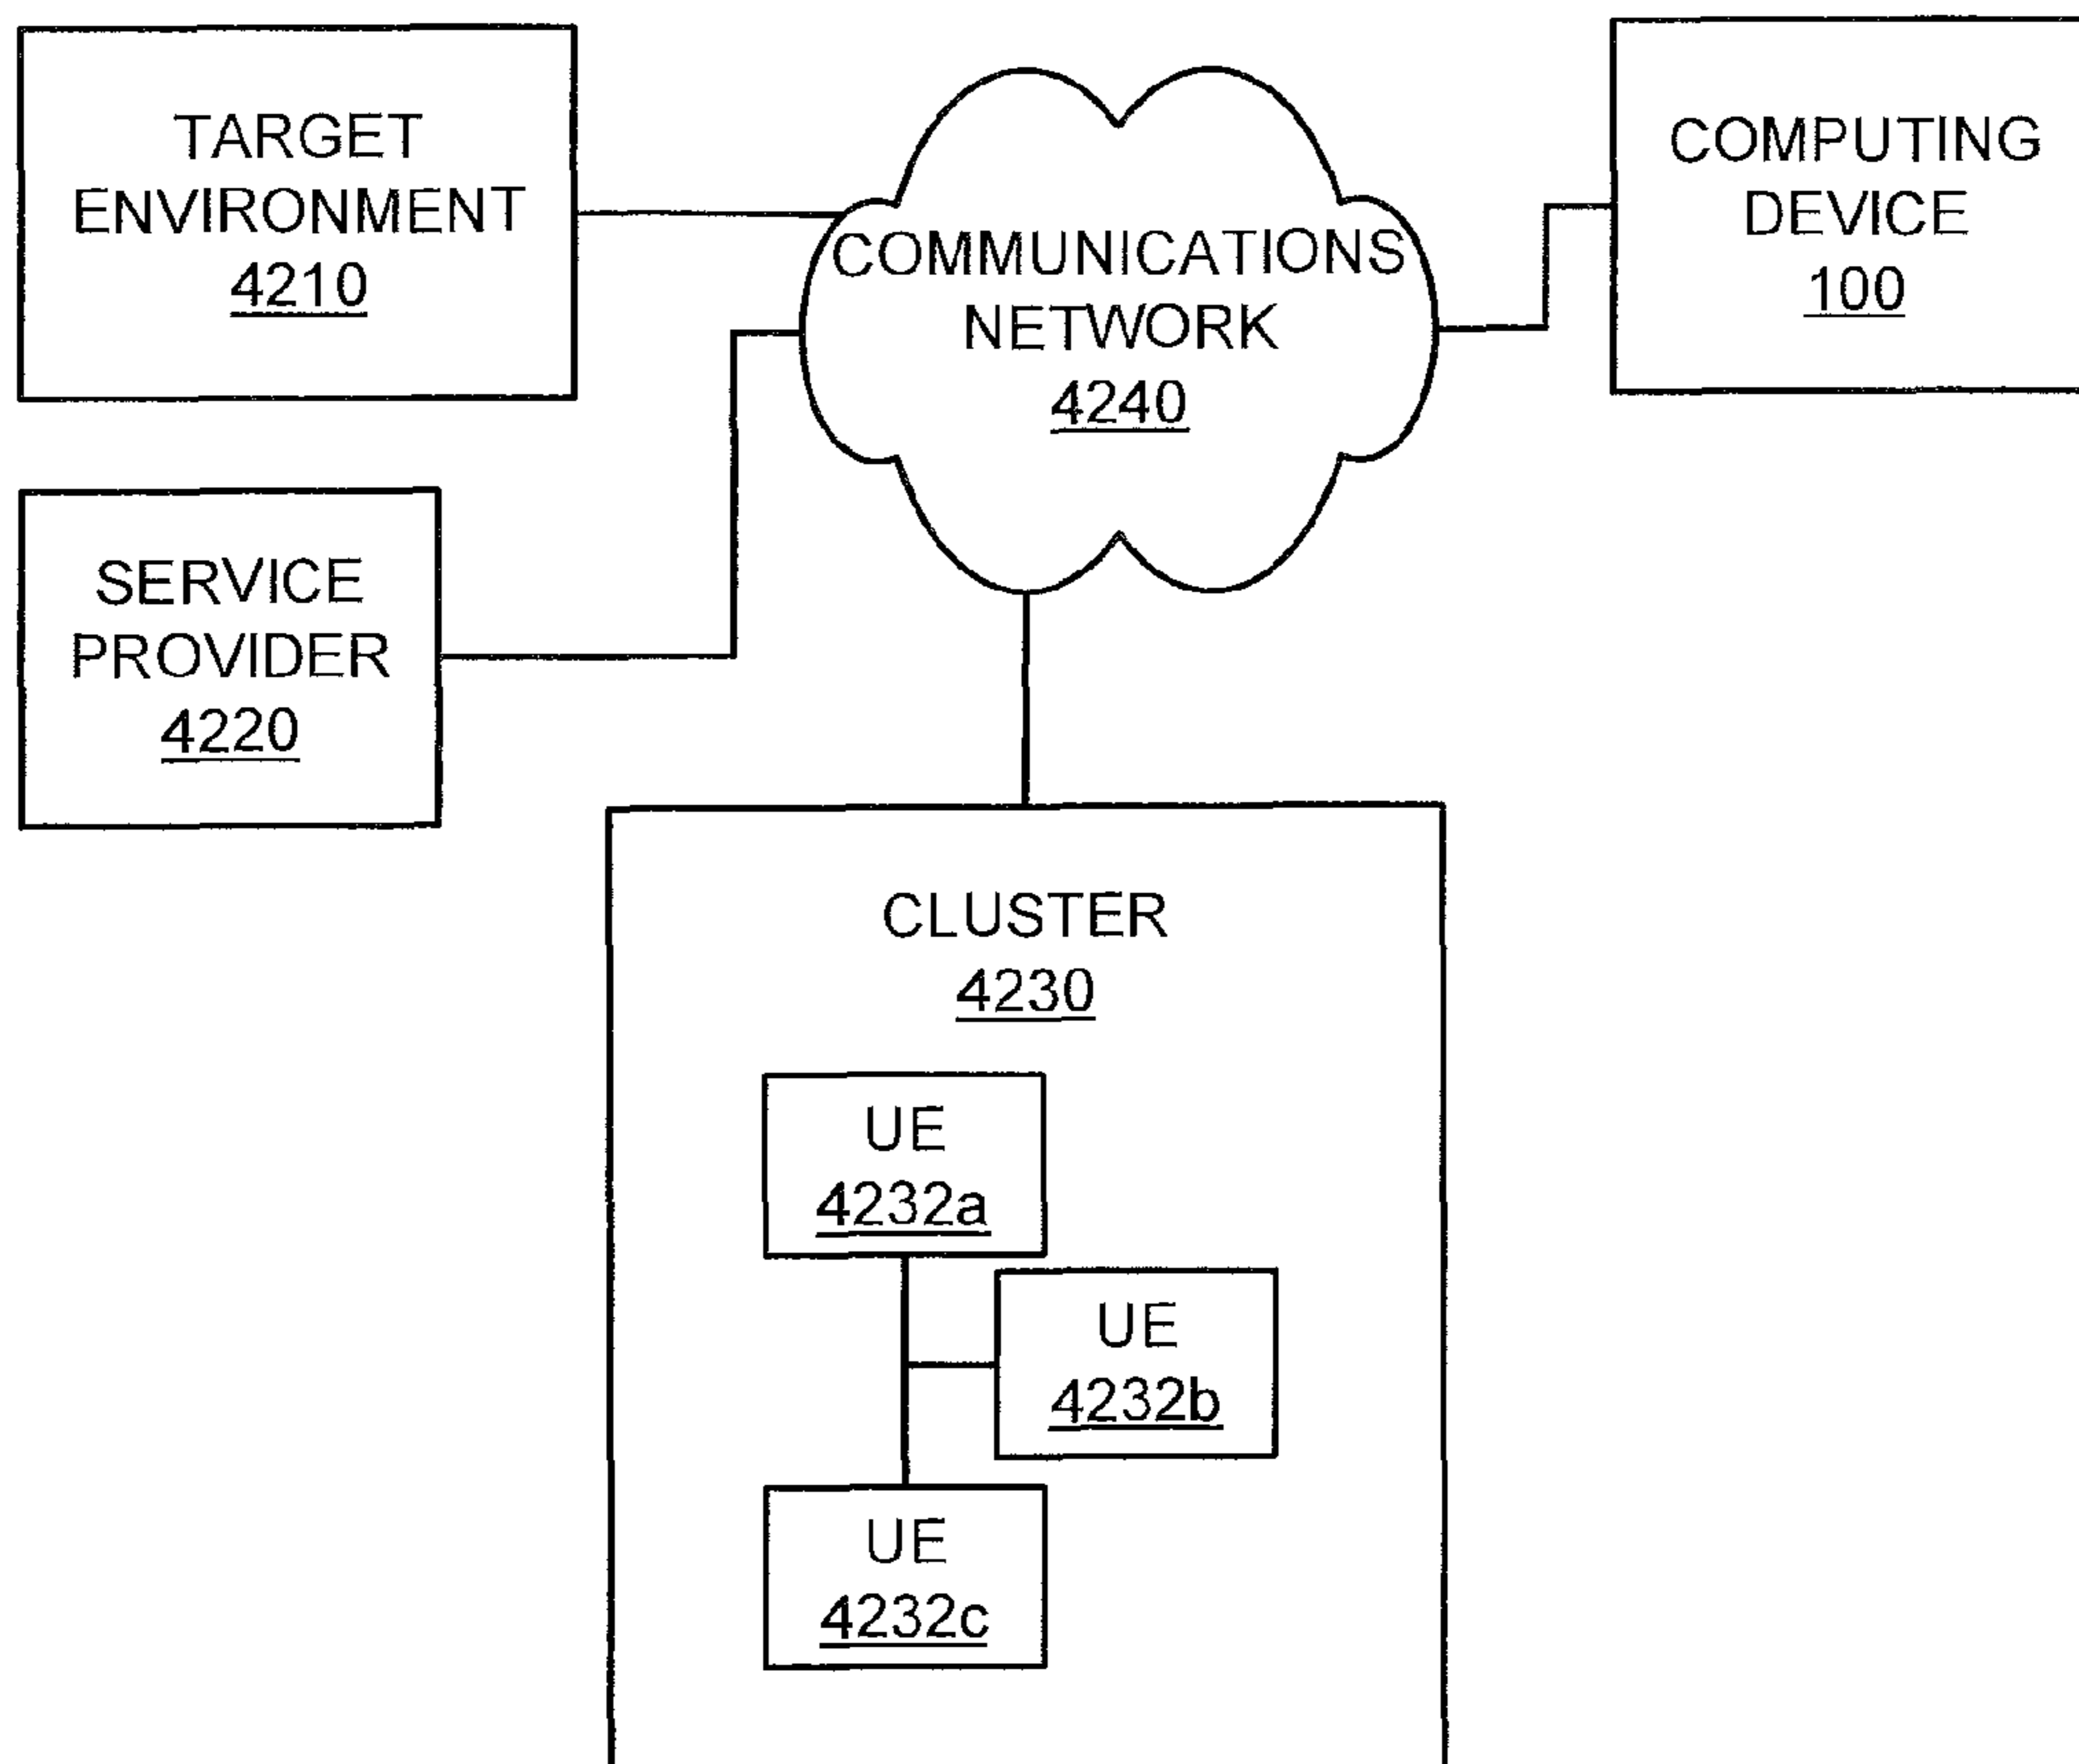 TARGET
ENVIRONMENT
4210
COMMUNICATIONS
NETWORK
4240
COMPUTING
DEVICE
100
SERVICE
PROVIDER
4220
CLUSTER
4230
UE
4232a
UE
4232b
UE
4232c